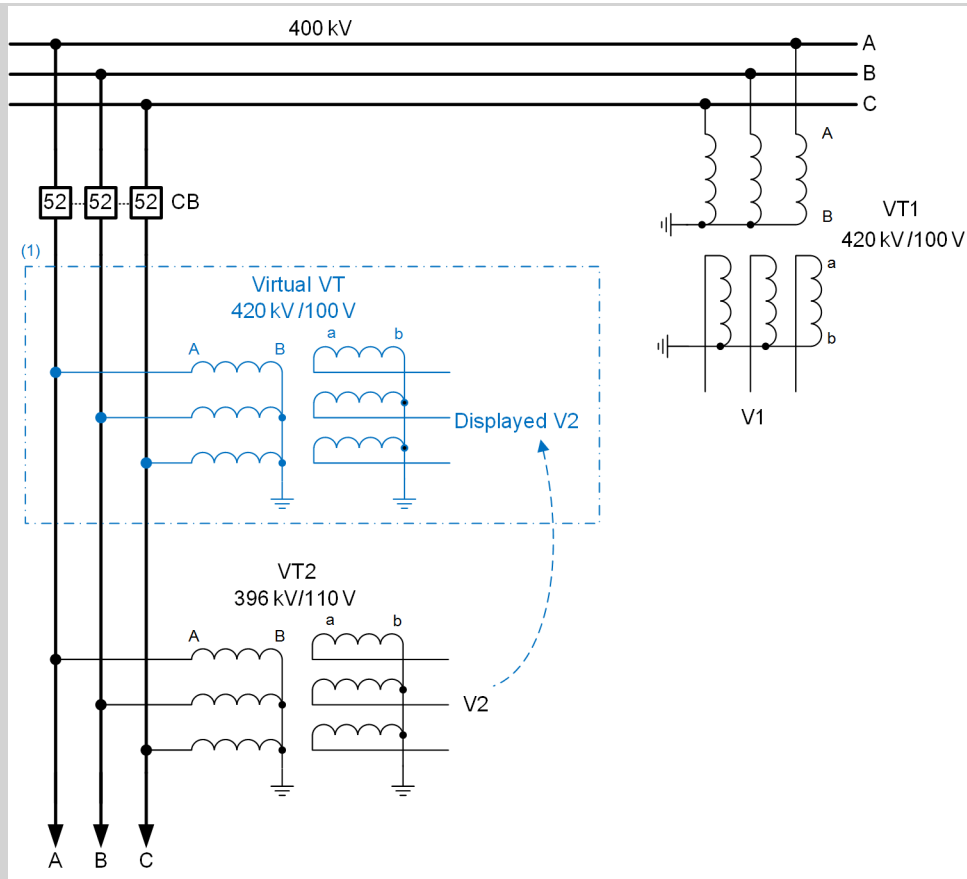 400 kV
A
B
C
A
B
VT1
420 kV/100 V
a
b
V1
52 52 52 CB
(1)
Virtual VT
420 kV/100 V
A B a b
Displayed V2
VT2
396 kV/110 V
A B a b
V2
A B C